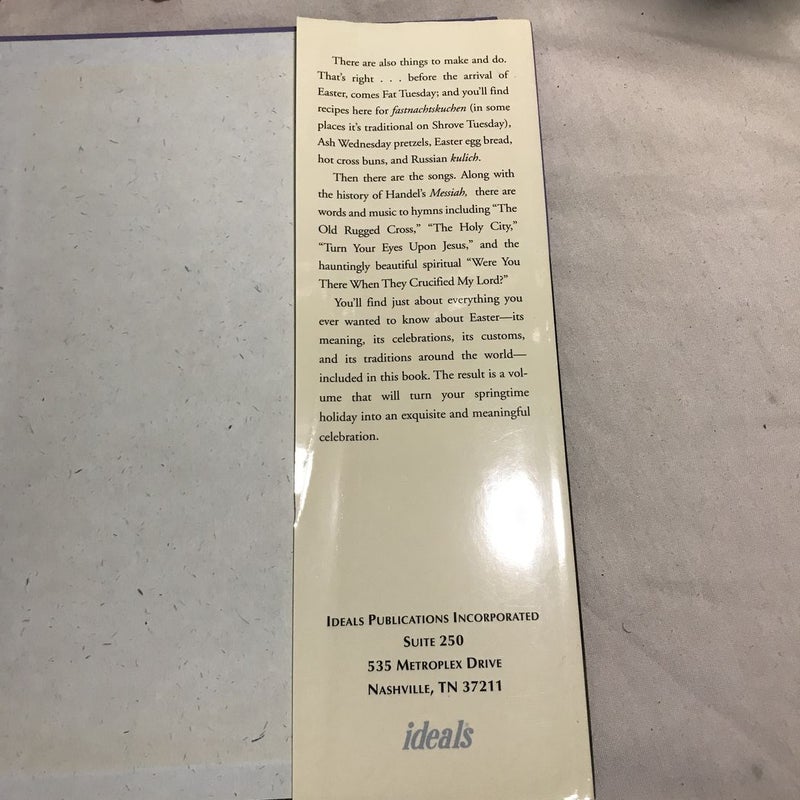 There are also things to make and do.
That's right . . . before the arrival of
Easter, comes Fat Tuesday; and you'll find
recipes here for fastnachtskuchen (in some
places it's traditional on Shrove Tuesday),
Ash Wednesday pretzels, Easter egg bread,
hot cross buns, and Russian kulich.
Then there are the songs. Along with
the history of Handel's Messiah, there are
words and music to hymns including “The
Old Rugged Cross,” “The Holy City,”
“Turn Your Eyes Upon Jesus,” and the
hauntingly beautiful spiritual “Were You
There When They Crucified My Lord?”
You'll find just about everything you
ever wanted to know about Easter—its
meaning, its celebrations, its customs,
and its traditions around the world—
included in this book. The result is a vol-
ume that will turn your springtime
holiday into an exquisite and meaningful
celebration.
IDEALS PUBLICATIONS INCORPORATED
SUITE 250
535 METROPLEX DRIVE
NASHVILLE, TN 37211
ideals